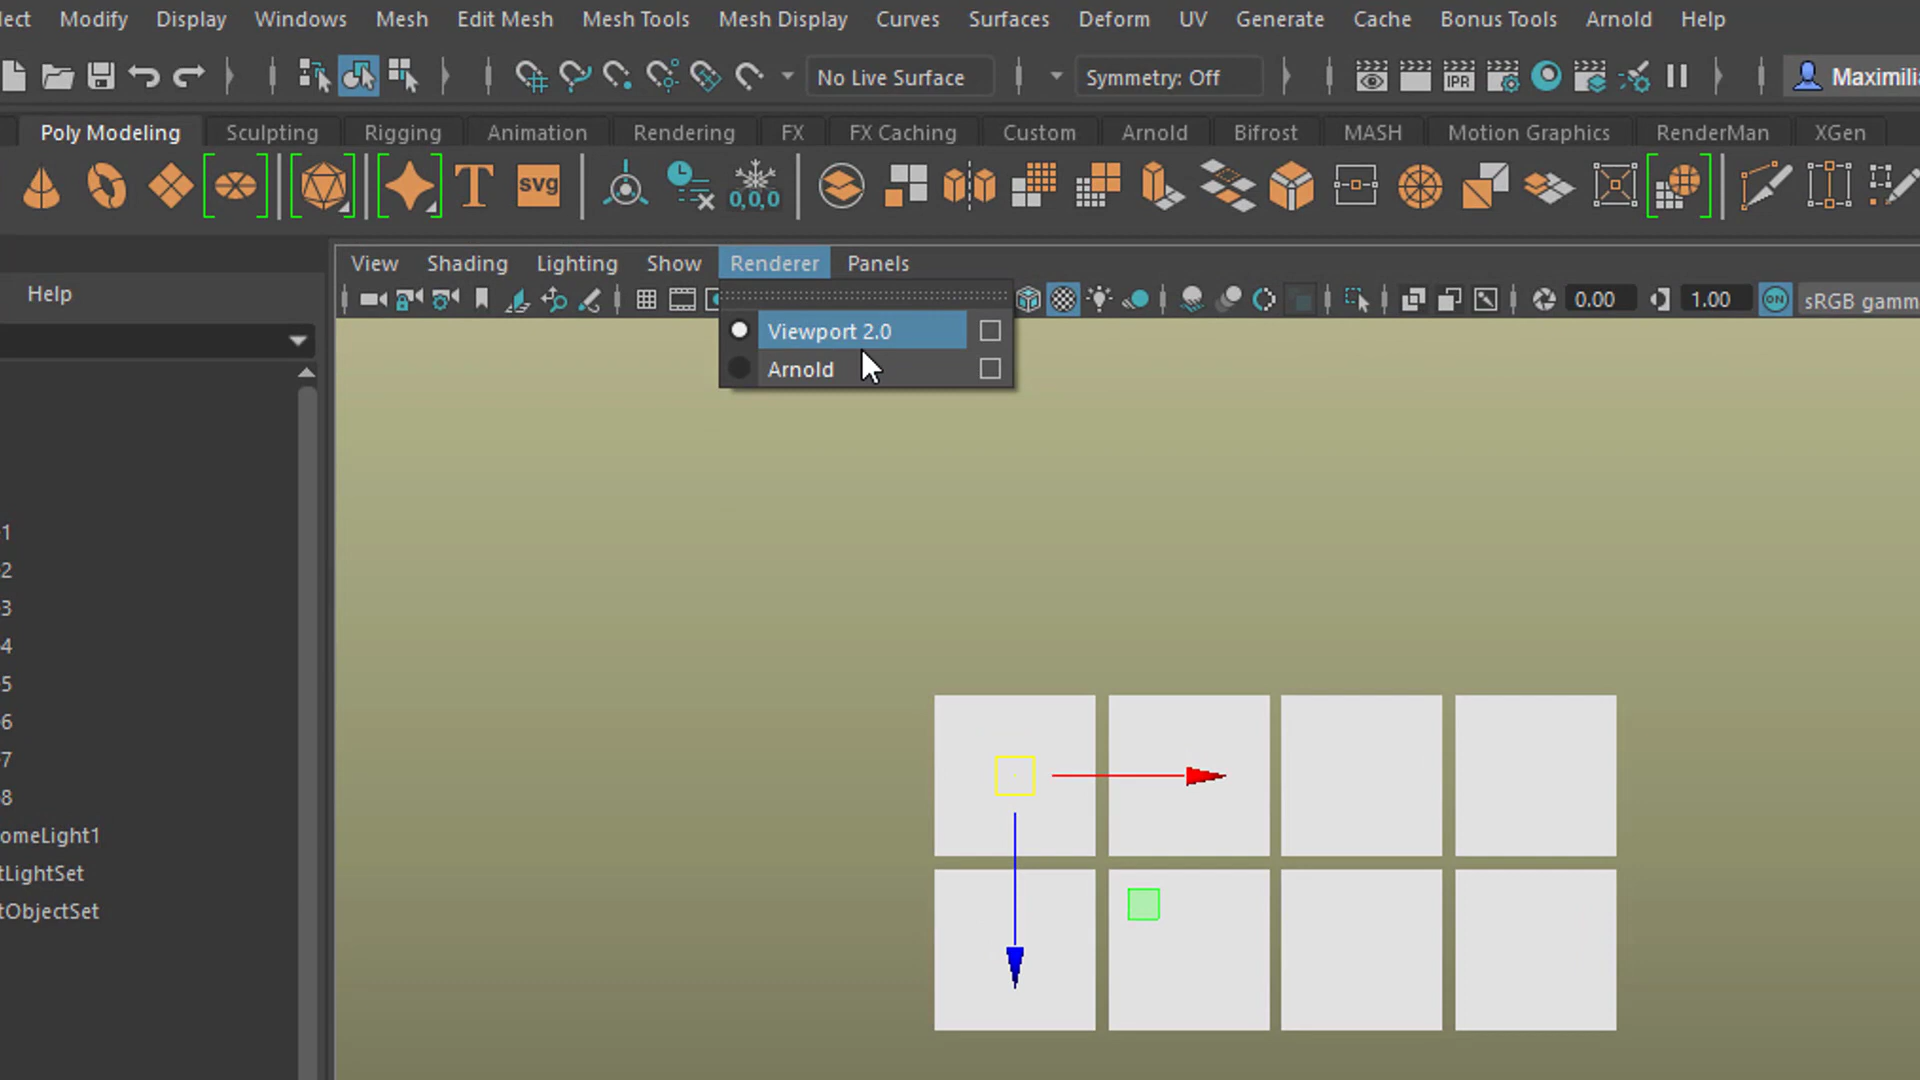 lect Modify Display Windows Mesh Edit Mesh Mesh Tools Mesh Display Curves Surfaces Deform UV Generate Cache Bonus Tools Arnold Help
No Live Surface Symmetry: Off IPR Maximilia
Poly Modeling Sculpting Rigging Animation Rendering FX FX Caching Custom Arnold Bifrost MASH Motion Graphics RenderMan XGen
T svg 0,0,0
View Shading Lighting Show Renderer Panels
Help
0.00 1.00 ON sRGB gamm
Viewport 2.0
Arnold
1
2
3
4
5
6
7
8
omeLight1
tLightSet
tObjectSet